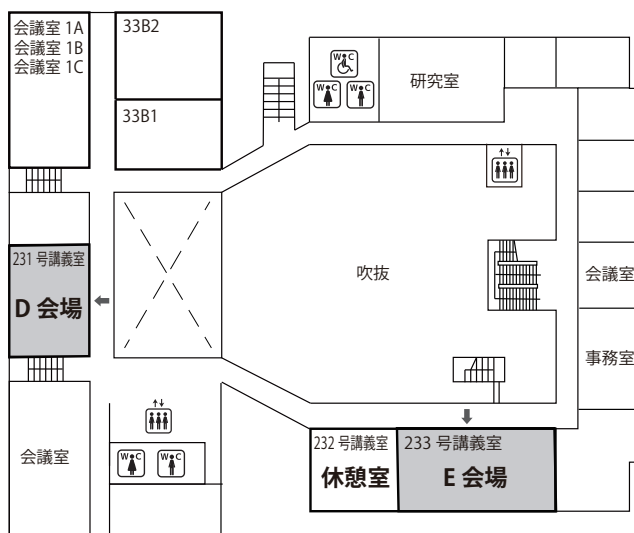 会議室 1A
会議室 1B
会議室 1C
33B2
33B1
W C
W C
W C
研究室
231 号講義室
D 会場
吹抜
会議室
事務室
会議室
W C
W C
232 号講義室
休憩室
233 号講義室
E 会場